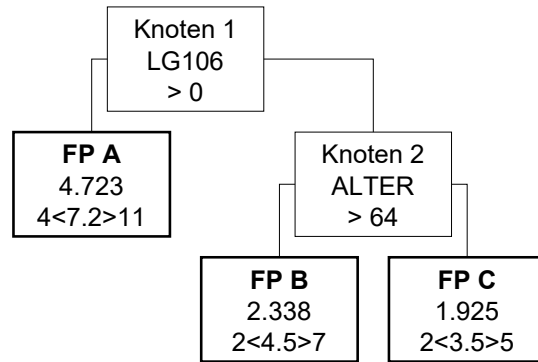 Knoten 1
LG106
> 0
FP A
4.723
4<7.2>11
Knoten 2
ALTER
> 64
FP B
2.338
2<4.5>7
FP C
1.925
2<3.5>5